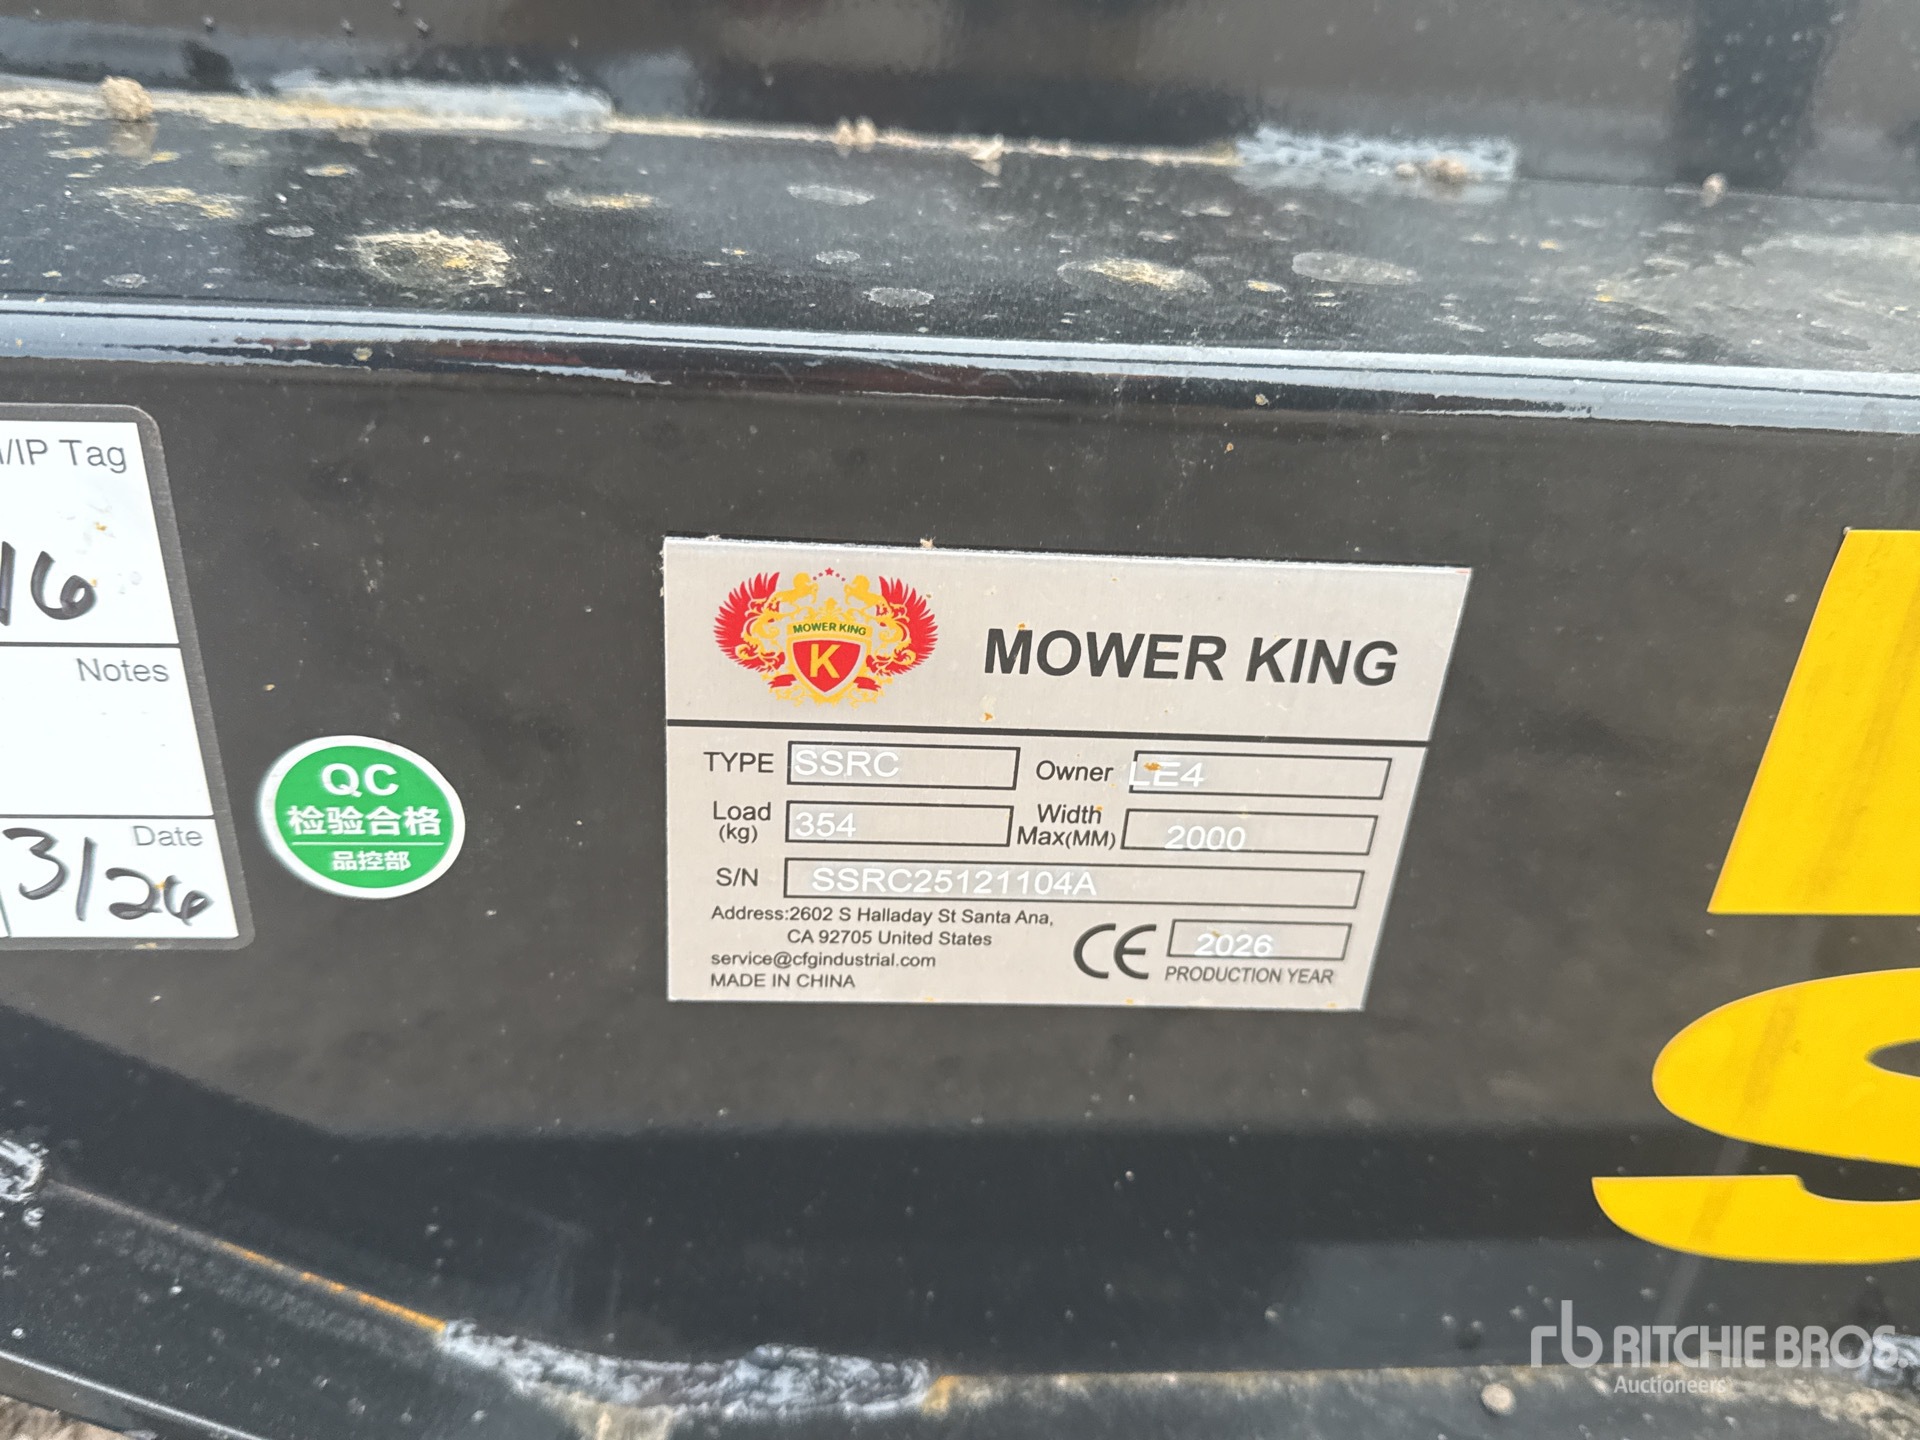 /IP Tag
16
Notes
Date
3/26
QC
检验合格
品控部
MOWER KING
K
MOWER KING
TYPE SSRC Owner LE4
Load (kg) 354 Width Max(MM) 2000
S/N SSRC25121104A
Address:2602 S Halladay St Santa Ana,
CA 92705 United States
service@cfgindustrial.com
MADE IN CHINA
CE 2026
PRODUCTION YEAR
S
rb RITCHIE BROS.
Auctioneers